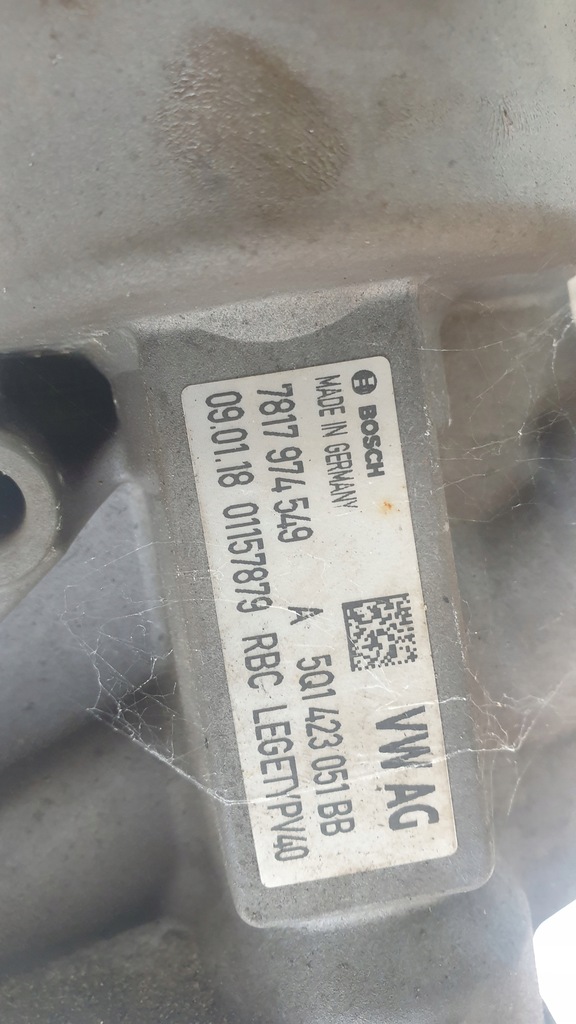 BOSCH
MADE IN GERMANY
VW AG
7817 974 549 A 5Q1 423 051 BB
09.01.18 01157879 RBC LEGETYPV40